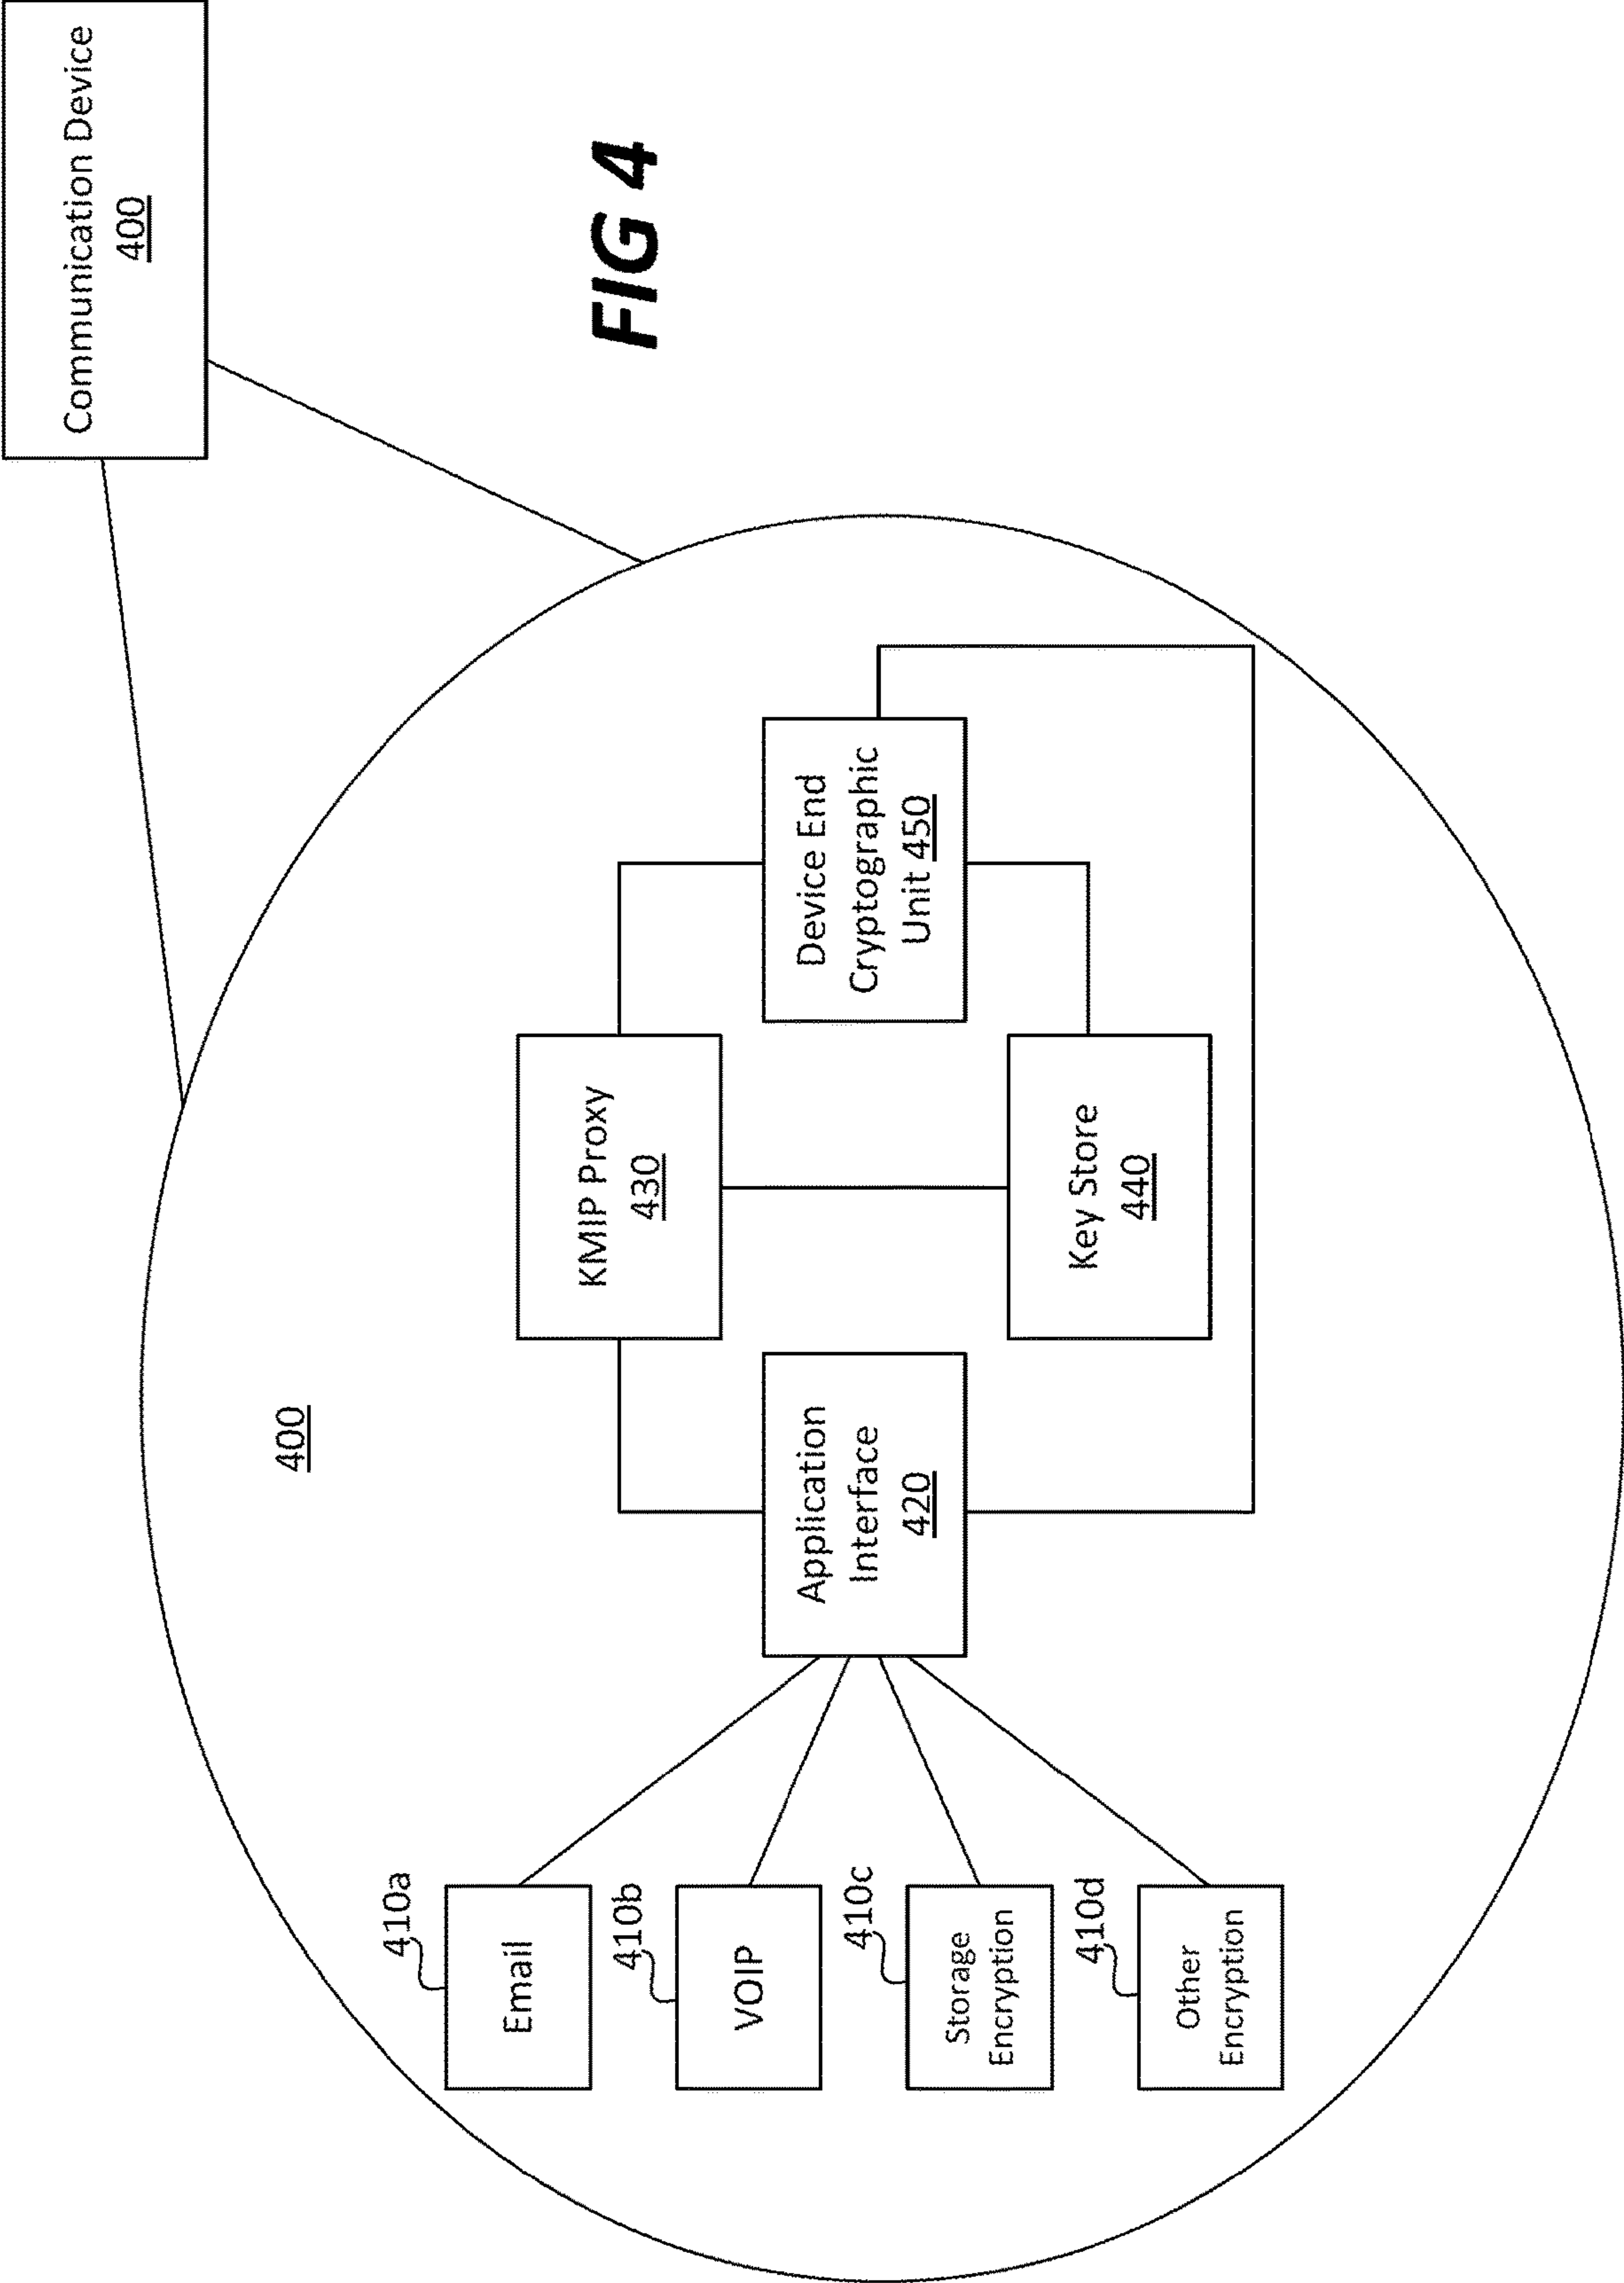 Communication Device
400
400
410a
Email
410b
VOIP
410c
Storage
Encryption
410d
Other
Encryption
Application
Interface
420
KMIP Proxy
430
Key Store
440
Device End
Cryptographic
Unit 450
FIG 4